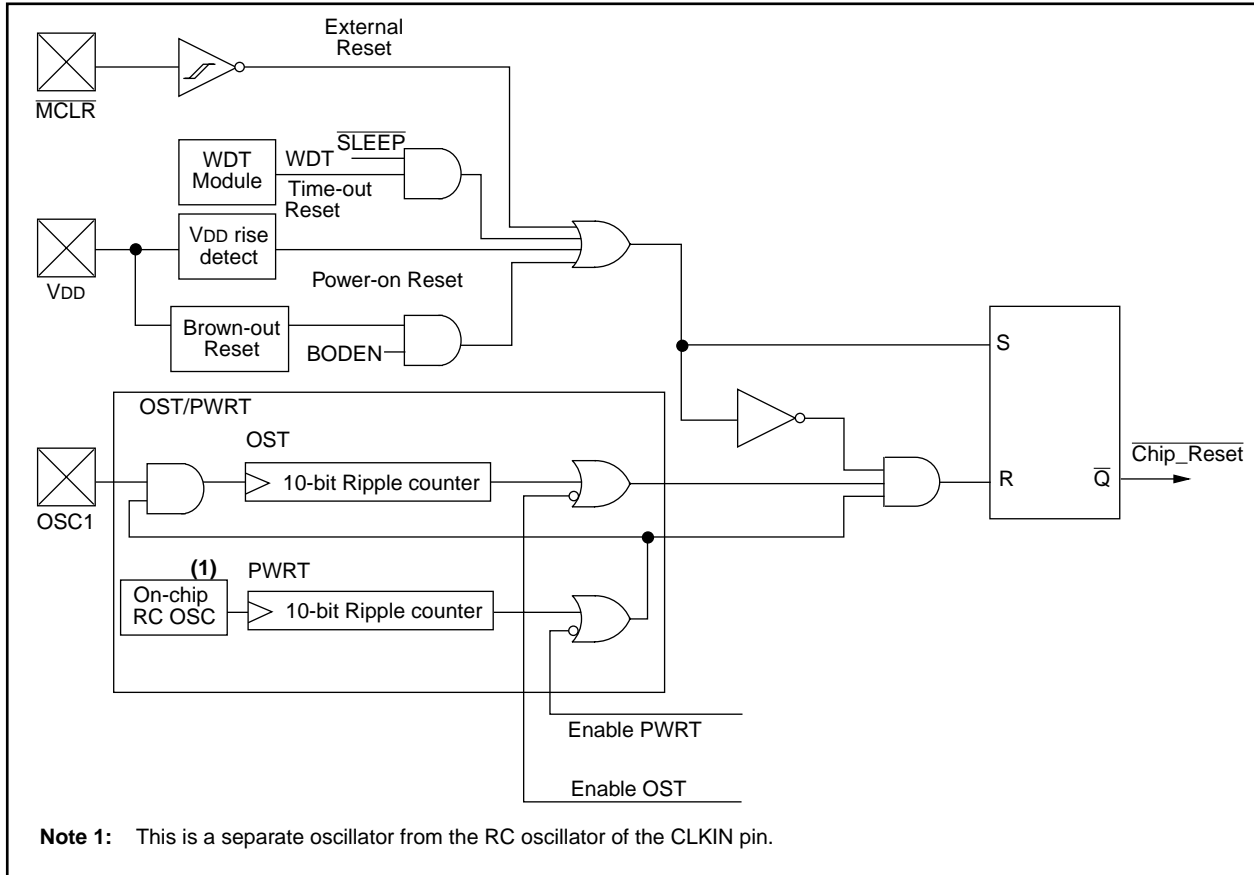 External
Reset
MCLR
SLEEP
WDT
Module
WDT
Time-out
Reset
VDD rise
detect
VDD
Power-on Reset
Brown-out
Reset
BODEN
S
OST/PWRT
OST
10-bit Ripple counter
OSC1
R
Q
Chip_Reset
(1)
PWRT
On-chip
RC OSC
10-bit Ripple counter
Enable PWRT
Enable OST
Note 1: This is a separate oscillator from the RC oscillator of the CLKIN pin.